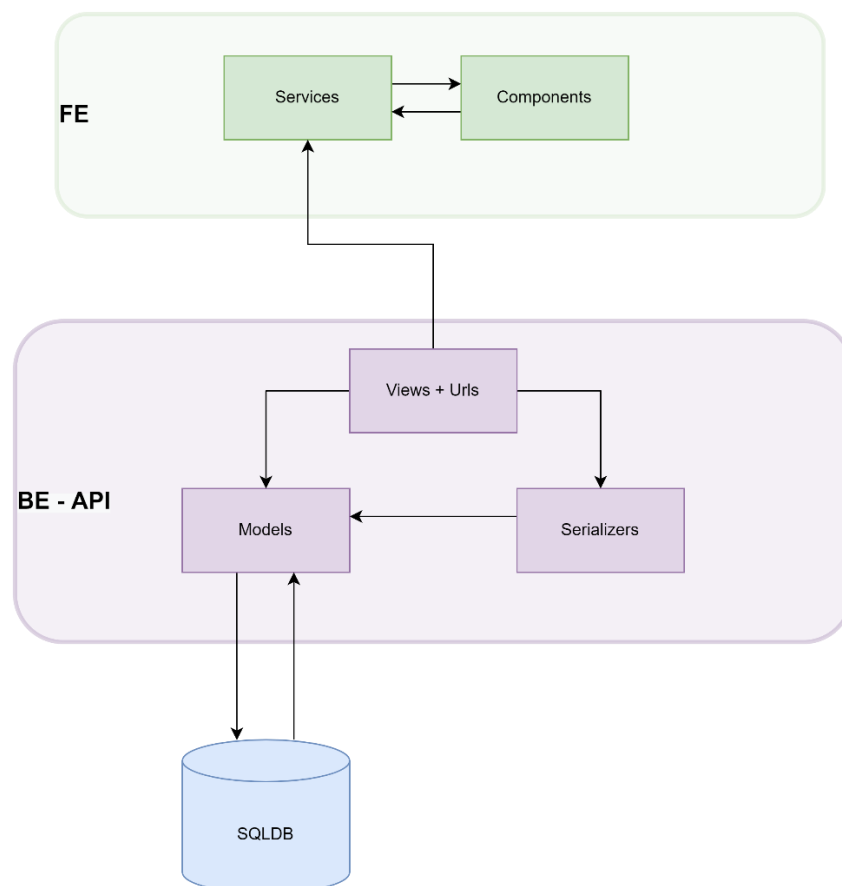 Services
Components
FE
Views + Urls
BE - API
Models
Serializers
SQLDB